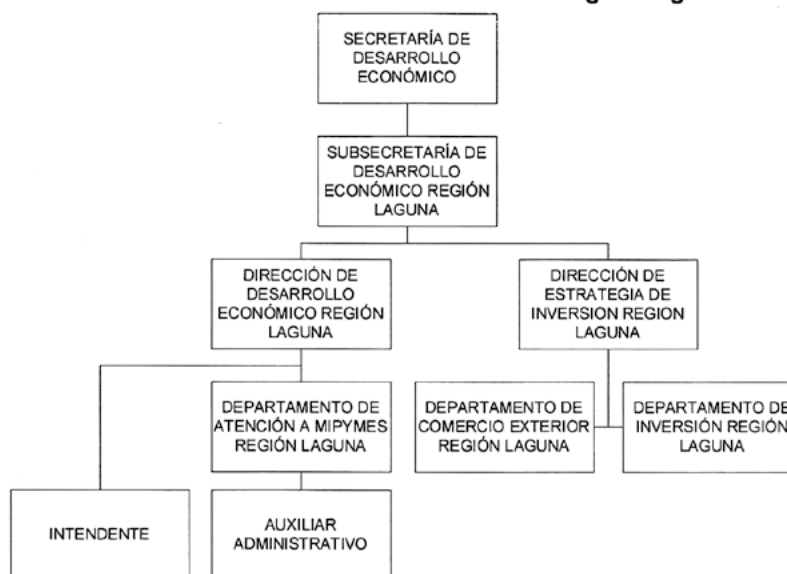 SECRETARÍA DE
DESARROLLO
ECONÓMICO
SUBSECRETARÍA DE
DESARROLLO
ECONÓMICO REGIÓN
LAGUNA
DIRECCIÓN DE
DESARROLLO
ECONÓMICO REGIÓN
LAGUNA
DIRECCIÓN DE
ESTRATEGIA DE
INVERSION REGION
LAGUNA
DEPARTAMENTO DE
ATENCIÓN A MIPYMES
REGIÓN LAGUNA
DEPARTAMENTO DE
COMERCIO EXTERIOR
REGIÓN LAGUNA
DEPARTAMENTO DE
INVERSIÓN REGIÓN
LAGUNA
INTENDENTE
AUXILIAR
ADMINISTRATIVO